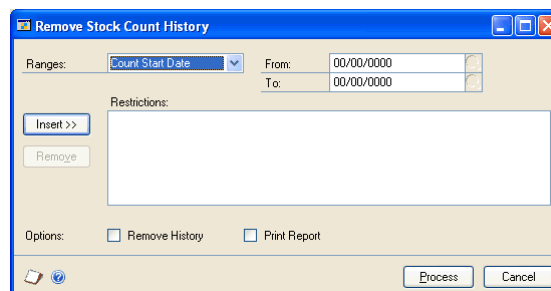 Remove Stock Count History
Ranges: Count Start Date From: 00/00/0000
To: 00/00/0000
Restrictions:
Insert >>
Remove
Options: Remove History Print Report
Process Cancel